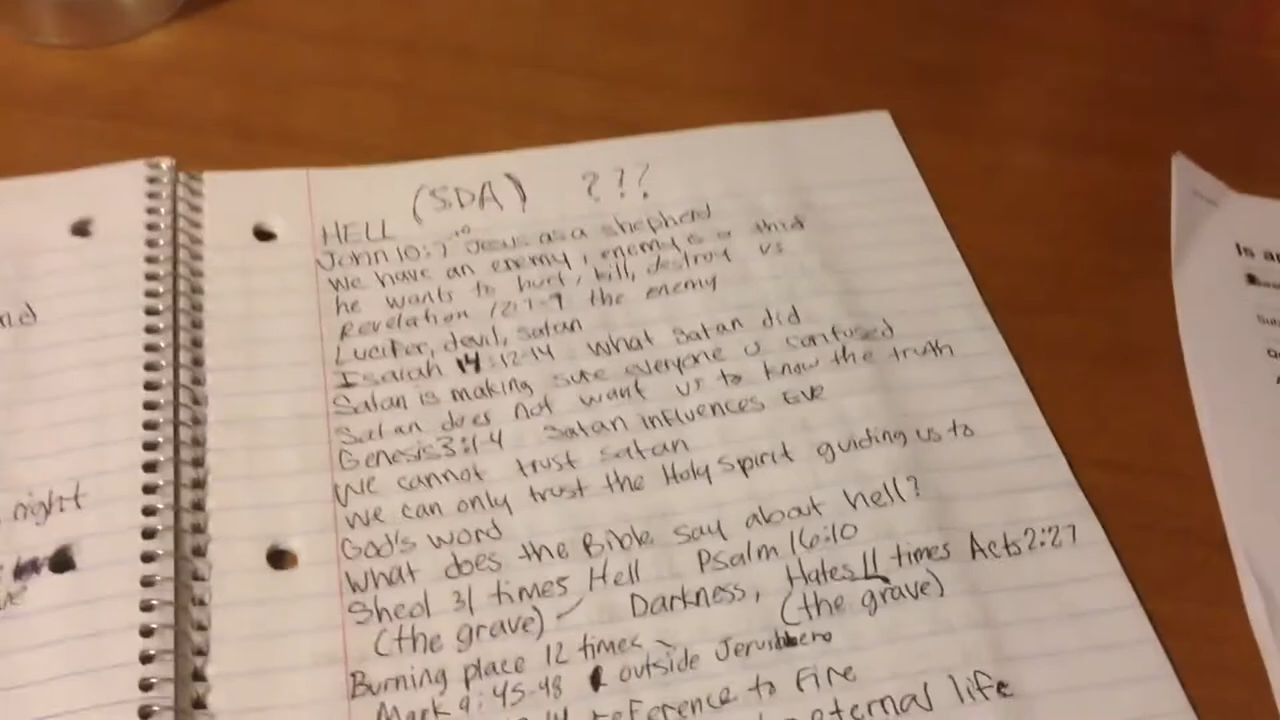 nd
night
(SDA) ???
HELL
John 10:7-10 Jesus as a shepherd
We have an enemy, enemy is a thief
he wants to hurt, kill, destroy us
Revelation 12:7-9 the enemy
Lucifer, devil, satan
Isaiah 14:12-14 what Satan did
Satan is making sure everyone is confused
Satan does not want us to know the truth
Genesis 3:1-4 Satan influences Eve
We cannot trust satan
We can only trust the Holy Spirit guiding us to
God's word
What does the Bible say about hell?
Sheol 31 times Hell Psalm 16:10
(the grave) Darkness, Hates 11 times Acts 2:27
(the grave)
Burning place 12 times
Mark 9:45-48 outside
reference to Fire
eternal life
Is a